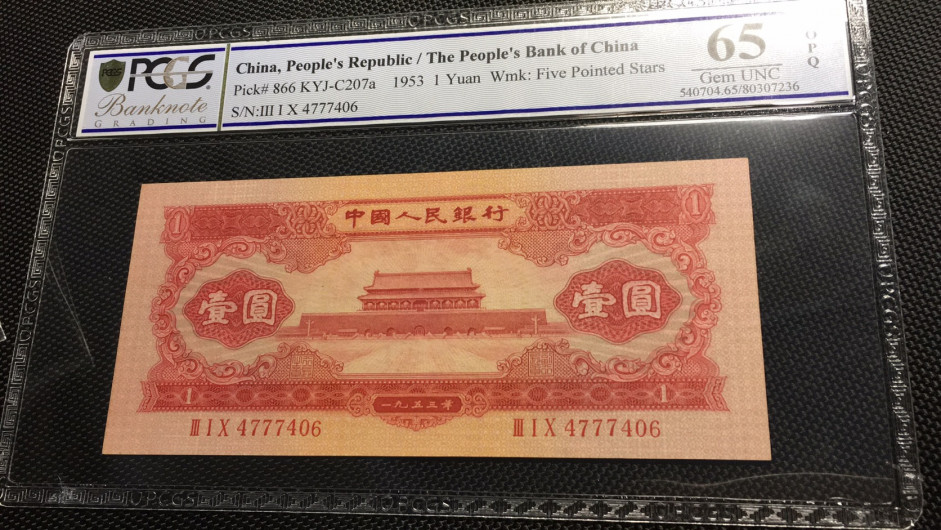 PCGS
PCGS
Banknote
GRADING
China, People's Republic / The People's Bank of China
Pick# 866 KYJ-C207a 1953 1 Yuan Wmk: Five Pointed Stars
S/N:III I X 4777406
65
OPQ
Gem UNC
540704.65/80307236
1
中國人民銀行
1
壹圓
壹圓
1
一九五三年
1
III I X 4777406
III I X 4777406